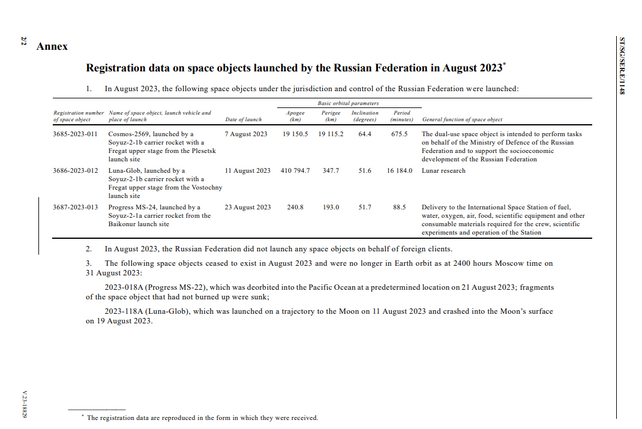 2/2
ST/SG/SER.E/1148
Annex
Registration data on space objects launched by the Russian Federation in August 2023*
1. In August 2023, the following space objects under the jurisdiction and control of the Russian Federation were launched:
Basic orbital parameters
Registration number of space object | Name of space object, launch vehicle and place of launch | Date of launch | Apogee (km) | Perigee (km) | Inclination (degrees) | Period (minutes) | General function of space object
3685-2023-011 | Cosmos-2569, launched by a Soyuz-2-1b carrier rocket with a Fregat upper stage from the Plesetsk launch site | 7 August 2023 | 19 150.5 | 19 115.2 | 64.4 | 675.5 | The dual-use space object is intended to perform tasks on behalf of the Ministry of Defence of the Russian Federation and to support the socioeconomic development of the Russian Federation
3686-2023-012 | Luna-Glob, launched by a Soyuz-2-1b carrier rocket with a Fregat upper stage from the Vostochny launch site | 11 August 2023 | 410 794.7 | 347.7 | 51.6 | 16 184.0 | Lunar research
3687-2023-013 | Progress MS-24, launched by a Soyuz-2-1a carrier rocket from the Baikonur launch site | 23 August 2023 | 240.8 | 193.0 | 51.7 | 88.5 | Delivery to the International Space Station of fuel, water, oxygen, air, food, scientific equipment and other consumable materials required for the crew, scientific experiments and operation of the Station
2. In August 2023, the Russian Federation did not launch any space objects on behalf of foreign clients.
3. The following space objects ceased to exist in August 2023 and were no longer in Earth orbit as at 2400 hours Moscow time on
31 August 2023:
2023-018A (Progress MS-22), which was deorbited into the Pacific Ocean at a predetermined location on 21 August 2023; fragments
of the space object that had not burned up were sunk;
2023-118A (Luna-Glob), which was launched on a trajectory to the Moon on 11 August 2023 and crashed into the Moon's surface
on 19 August 2023.
* The registration data are reproduced in the form in which they were received.